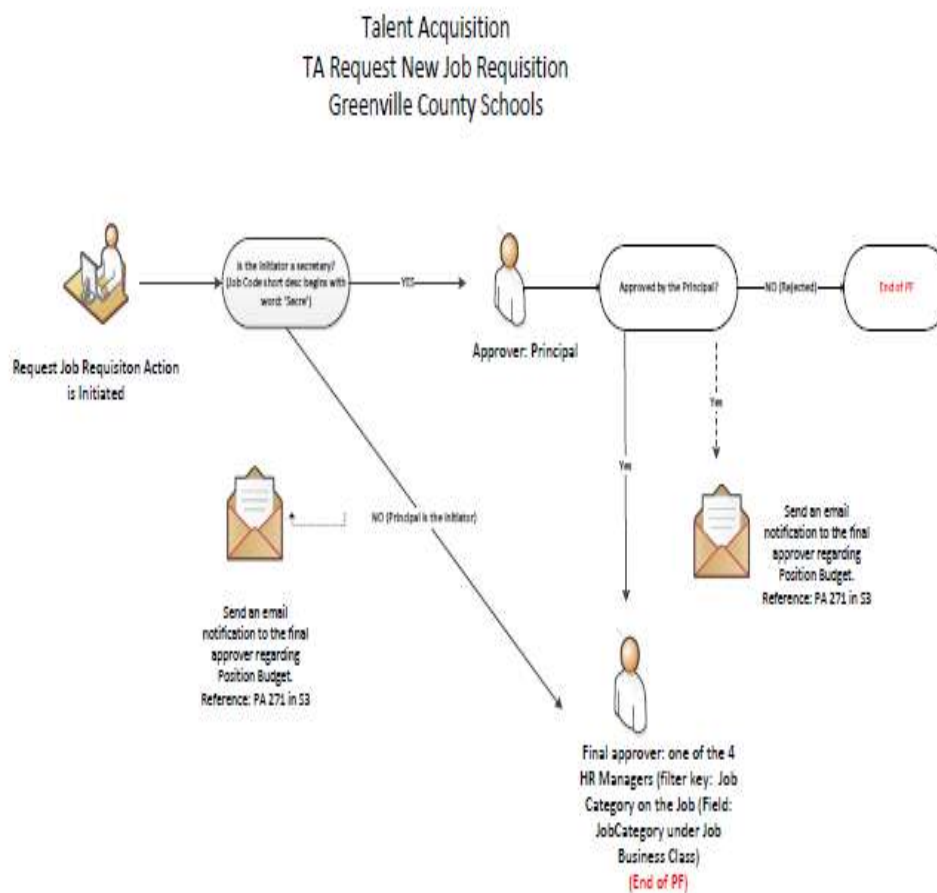 Talent Acquisition
TA Request New Job Requisition
Greenville County Schools
Is the initiator a secretary?
(Job Code short desc begins with
word: 'Secre')
YES
Approved by the Principal?
NO (Rejected)
End of PF
Approver: Principal
Request Job Requisiton Action
is Initiated
Yes
Yes
NO (Principal is the initiator)
Send an email
notification to the final
approver regarding
Position Budget.
Reference: PA 271 in S3
Send an email
notification to the final
approver regarding
Position Budget.
Reference: PA 271 in S3
Final approver: one of the 4
HR Managers (filter key: Job
Category on the Job (Field:
JobCategory under Job
Business Class)
(End of PF)